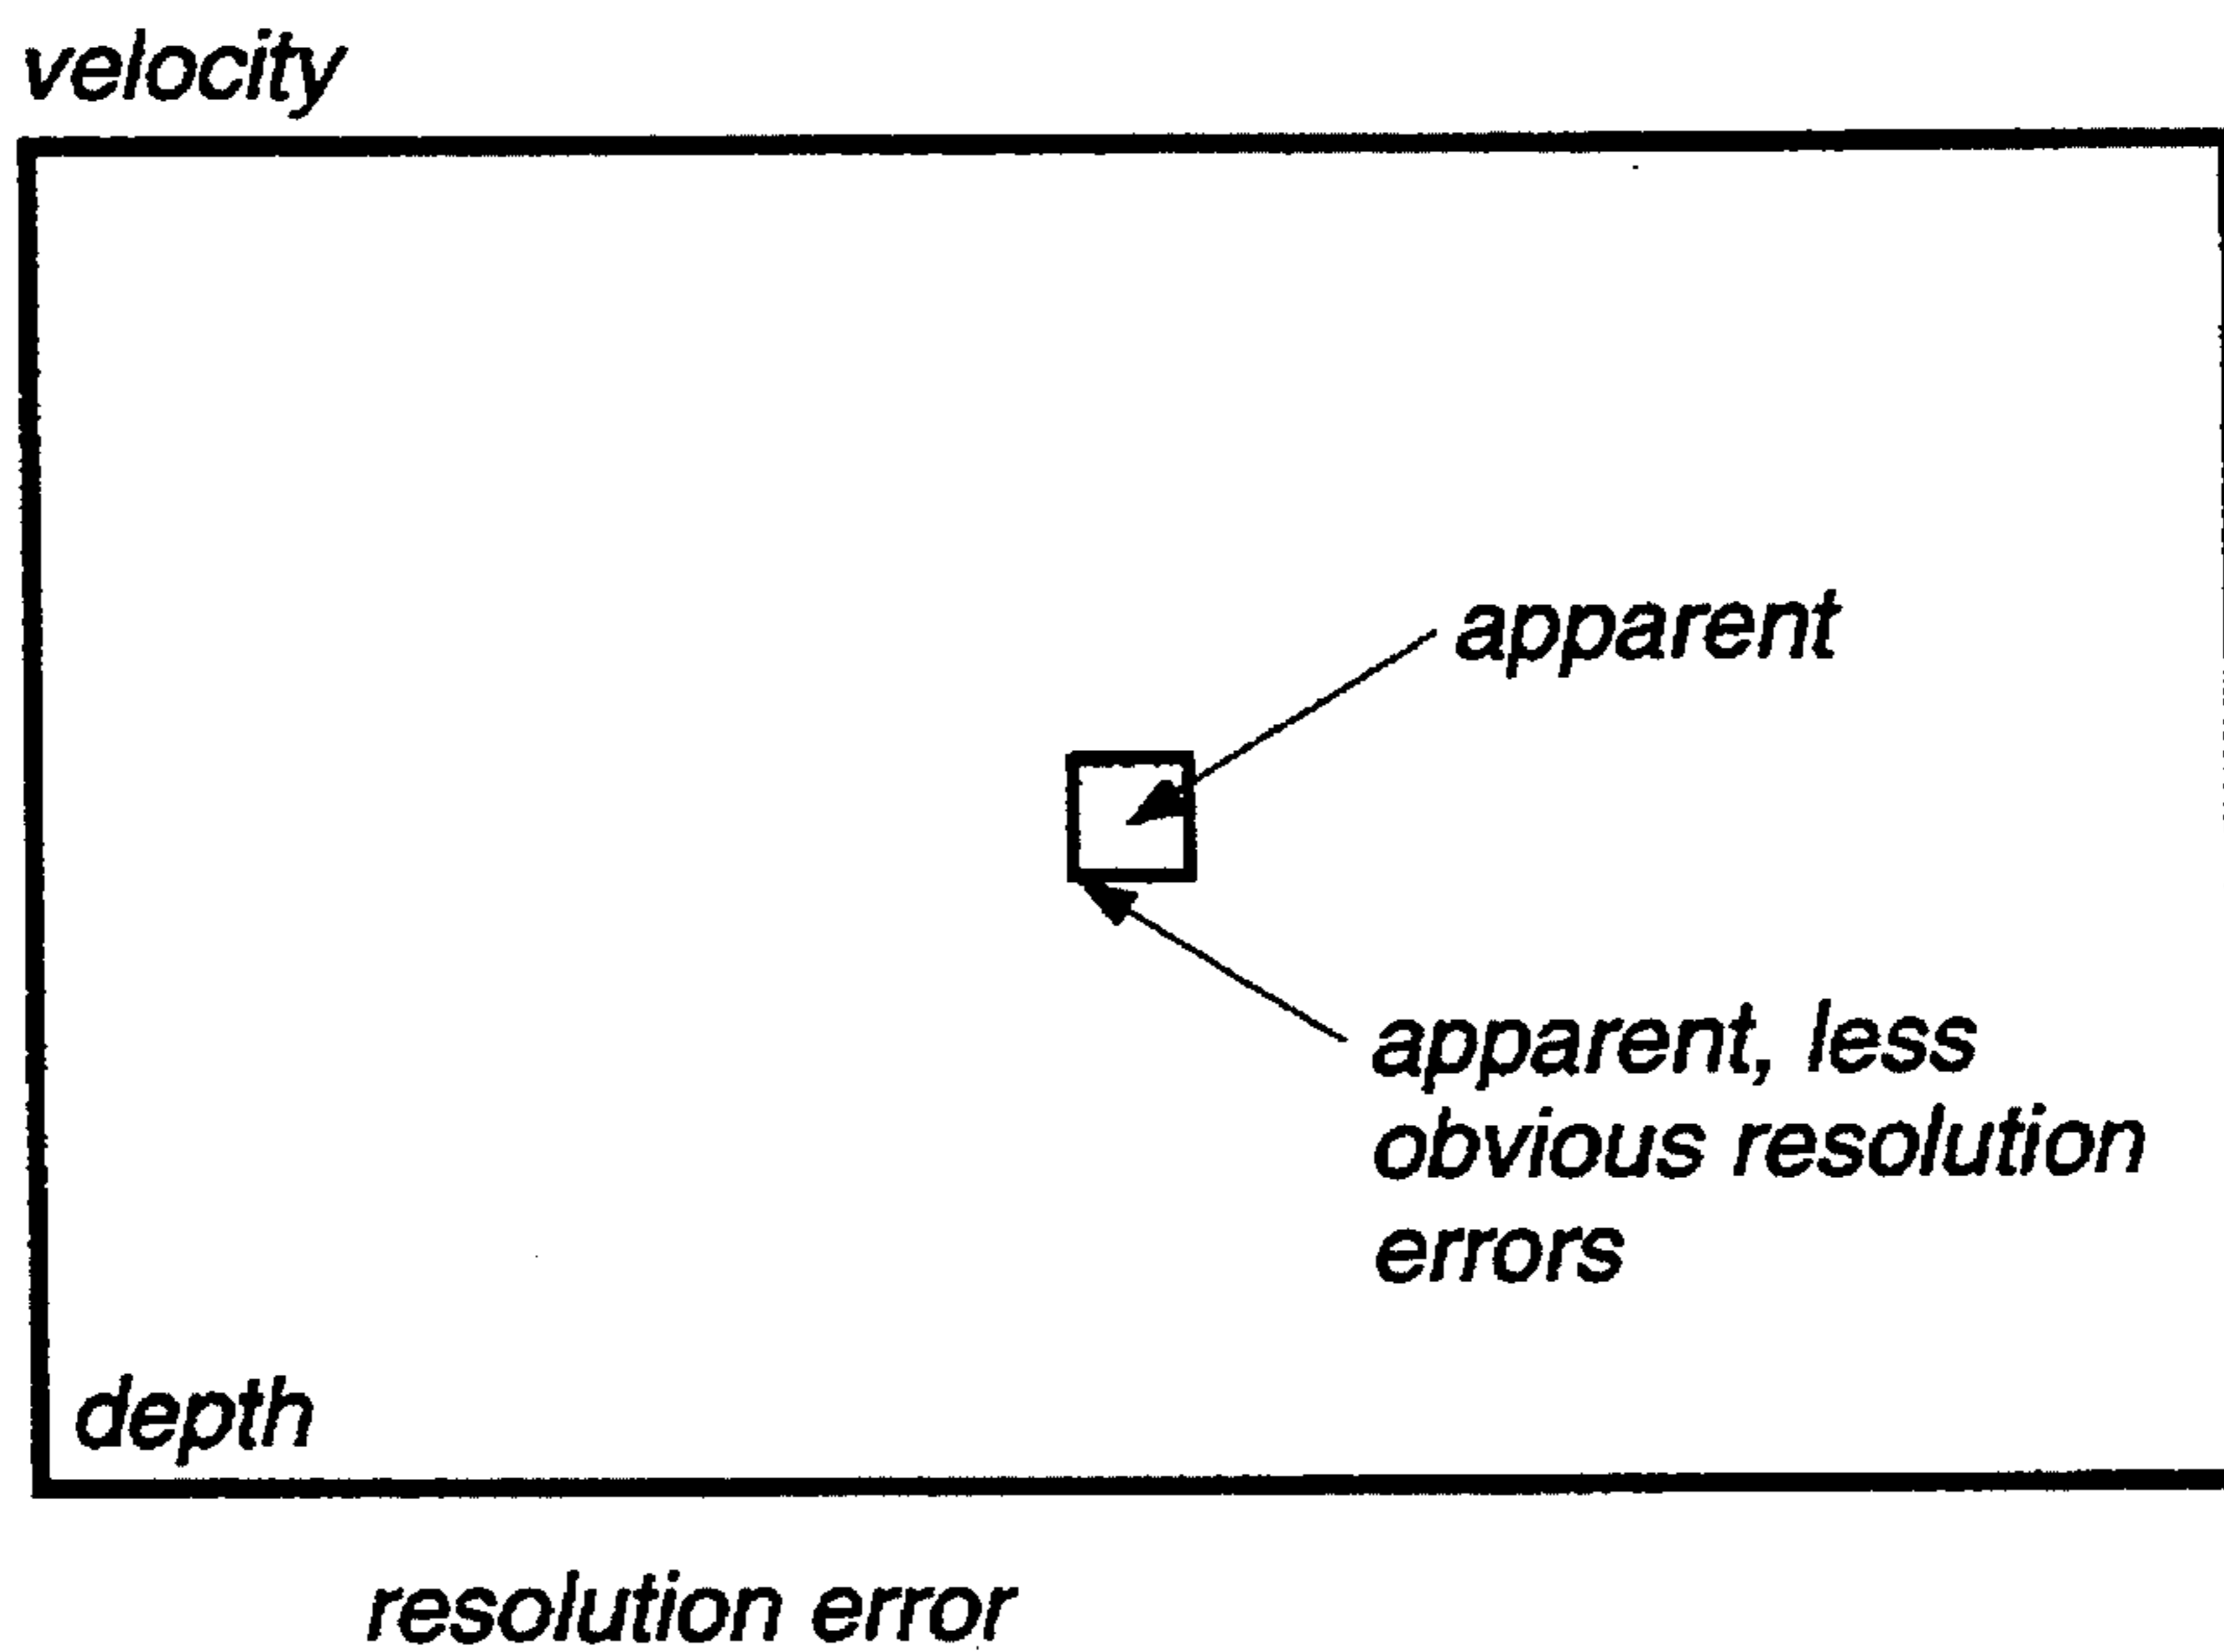 velocity
apparent
apparent, less
obvious resolution
errors
depth
resolution error